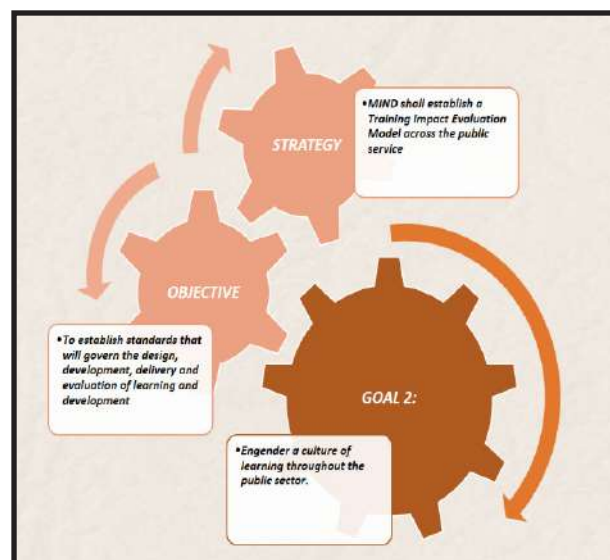 STRATEGY
•MIND shall establish a
Training Impact Evaluation
Model across the public
service
OBJECTIVE
•To establish standards that
will govern the design,
development, delivery and
evaluation of learning and
development
GOAL 2:
•Engender a culture of
learning throughout the
public sector.